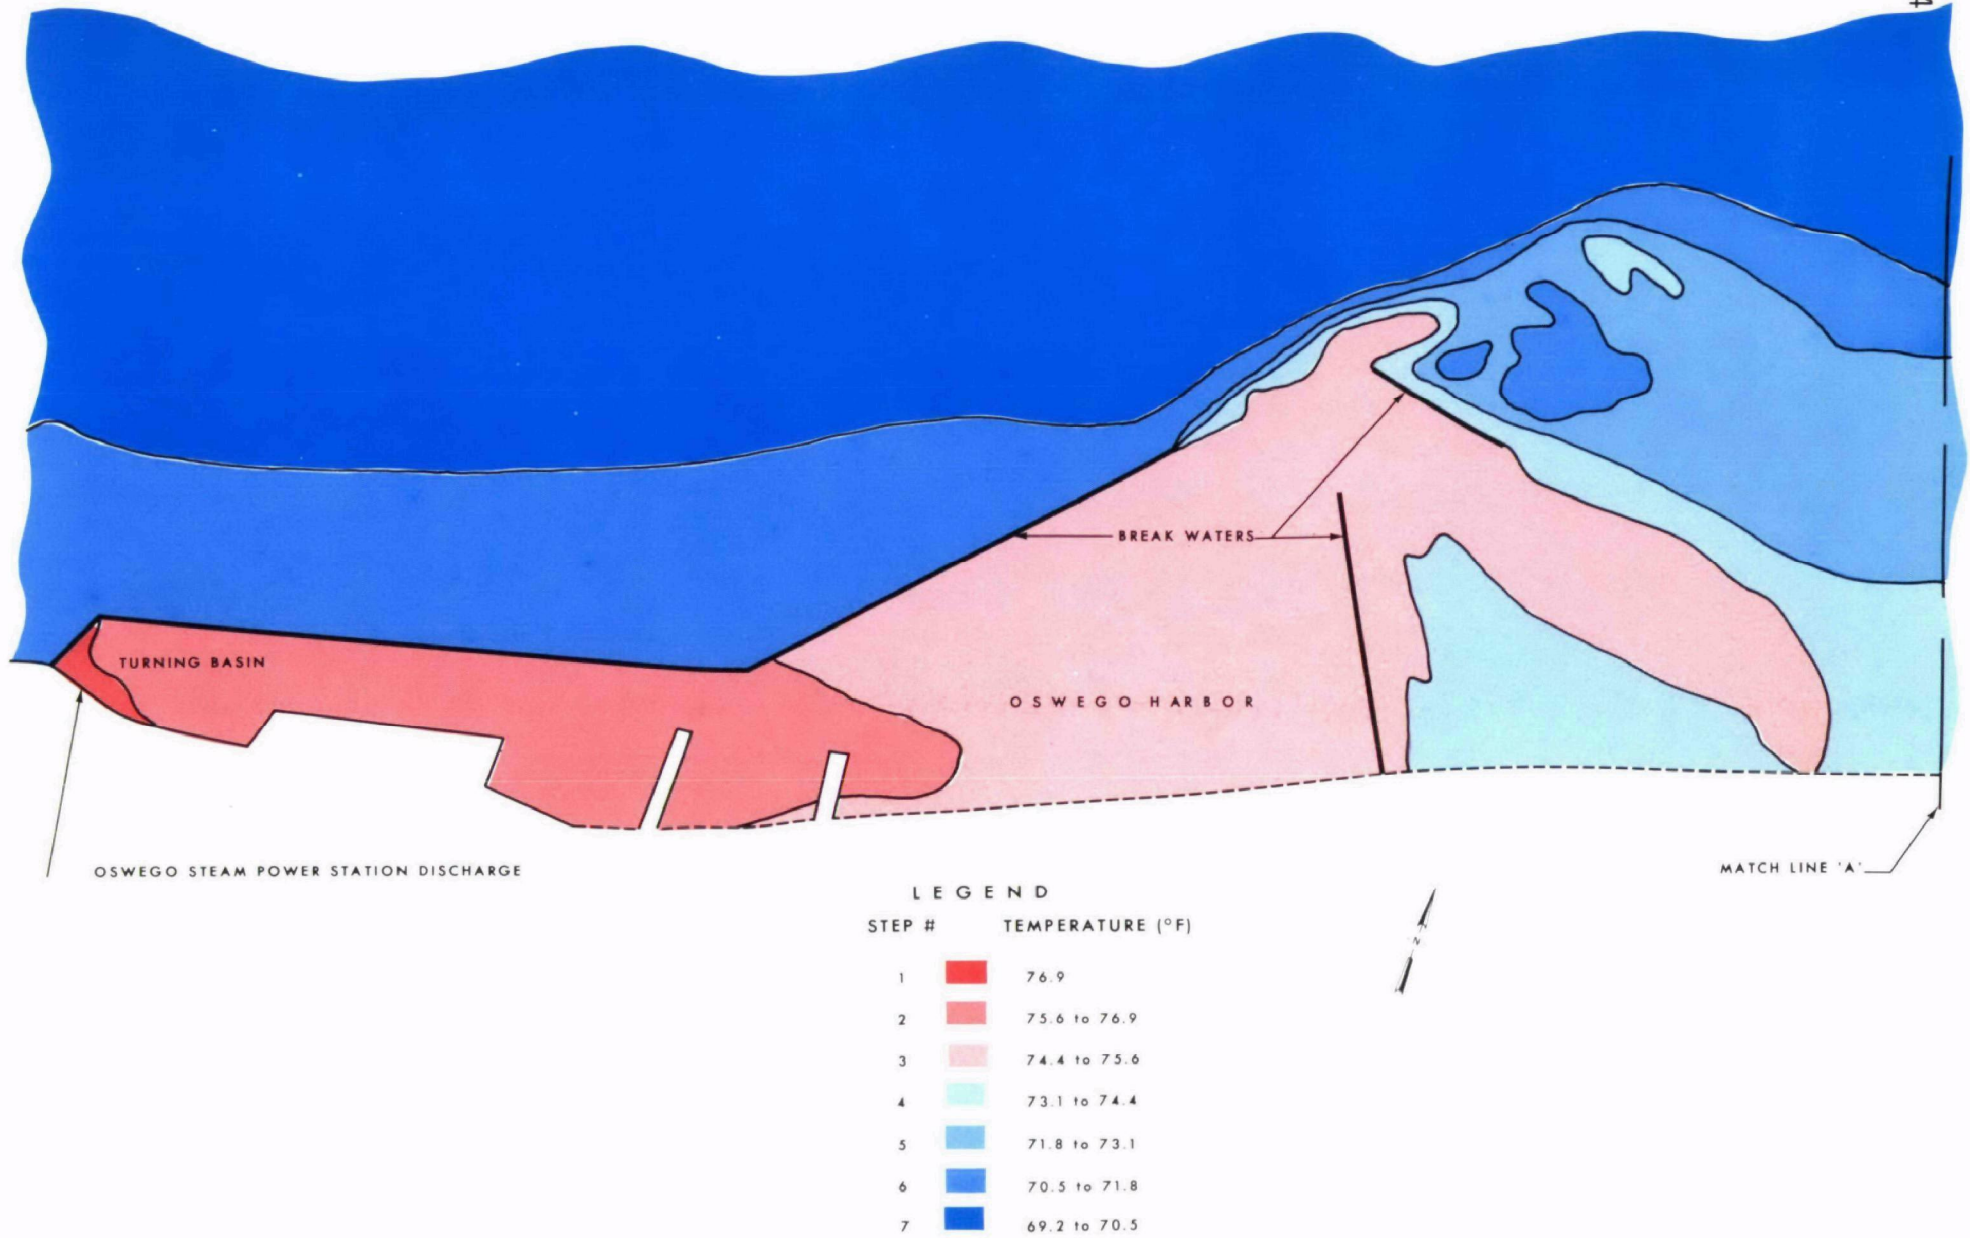 4
TURNING BASIN
BREAK WATERS
OSWEGO HARBOR
OSWEGO STEAM POWER STATION DISCHARGE
MATCH LINE 'A'
N
LEGEND
STEP # TEMPERATURE (°F)
1 76.9
2 75.6 to 76.9
3 74.4 to 75.6
4 73.1 to 74.4
5 71.8 to 73.1
6 70.5 to 71.8
7 69.2 to 70.5